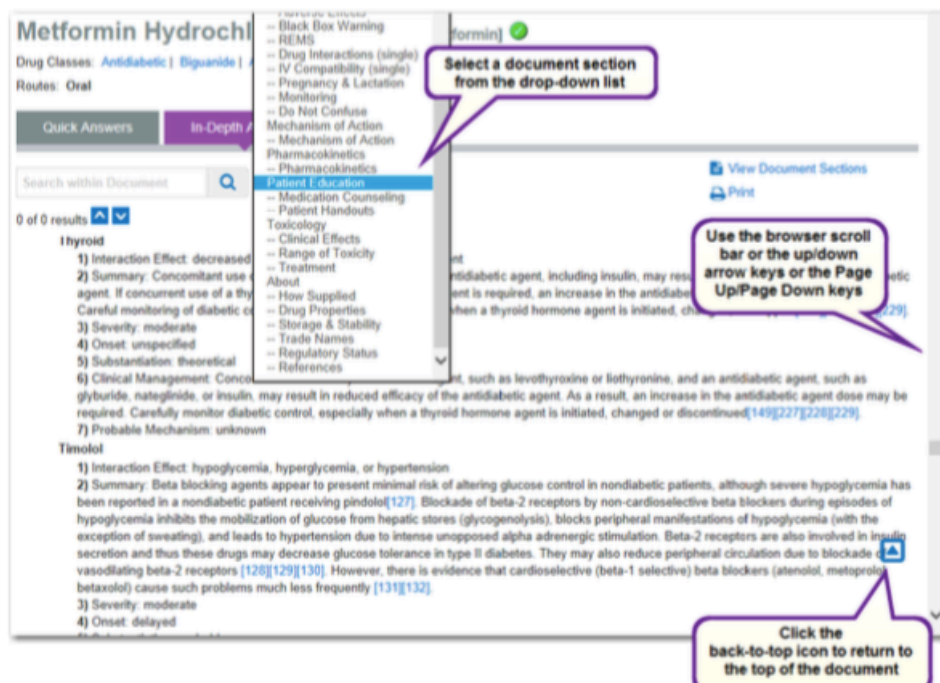 Metformin Hydrochl
formin]
Drug Classes: Antidiabetic | Biguanide |
Routes: Oral
Quick Answers
In-Depth
Adverse Effects
-- Black Box Warning
-- REMS
-- Drug Interactions (single)
-- IV Compatibility (single)
-- Pregnancy & Lactation
-- Monitoring
-- Do Not Confuse
Mechanism of Action
-- Mechanism of Action
Pharmacokinetics
-- Pharmacokinetics
Patient Education
-- Medication Counseling
-- Patient Handouts
Toxicology
-- Clinical Effects
-- Range of Toxicity
-- Treatment
About
-- How Supplied
-- Drug Properties
-- Storage & Stability
-- Trade Names
-- Regulatory Status
-- References
Select a document section
from the drop-down list
View Document Sections
Print
Search within Document
0 of 0 results
Use the browser scroll
bar or the up/down
arrow keys or the Page
Up/Page Down keys
Thyroid
1) Interaction Effect: decreased
2) Summary: Concomitant use ntidiabetic agent, including insulin, may
agent. If concurrent use of a thy ent is required, an increase in the
Careful monitoring of diabetic when a thyroid hormone agent is initiated, 229].
3) Severity: moderate
4) Onset: unspecified
5) Substantiation: theoretical
6) Clinical Management: nt, such as levothyroxine or liothyronine, and an antidiabetic agent, such as
glyburide, nateglinide, or insulin, may result in reduced efficacy of the antidiabetic agent. As a result, an increase in the antidiabetic agent dose may be
required. Carefully monitor diabetic control, especially when a thyroid hormone agent is initiated, changed or discontinued[149][227][228][229].
7) Probable Mechanism: unknown
Timolol
1) Interaction Effect: hypoglycemia, hyperglycemia, or hypertension
2) Summary: Beta blocking agents appear to present minimal risk of altering glucose control in nondiabetic patients, although severe hypoglycemia has
been reported in a nondiabetic patient receiving pindolol[127]. Blockade of beta-2 receptors by non-cardioselective beta blockers during episodes of
hypoglycemia inhibits the mobilization of glucose from hepatic stores (glycogenolysis), blocks peripheral manifestations of hypoglycemia (with the
exception of sweating), and leads to hypertension due to intense unopposed alpha adrenergic stimulation. Beta-2 receptors are also involved in insulin
secretion and thus these drugs may decrease glucose tolerance in type II diabetes. They may also reduce peripheral circulation due to blockade
vasodilating beta-2 receptors [128][129][130]. However, there is evidence that cardioselective (beta-1 selective) beta blockers (atenolol, metoprolol
betaxolol) cause such problems much less frequently [131][132].
3) Severity: moderate
4) Onset: delayed
Click the
back-to-top icon to return to
the top of the document